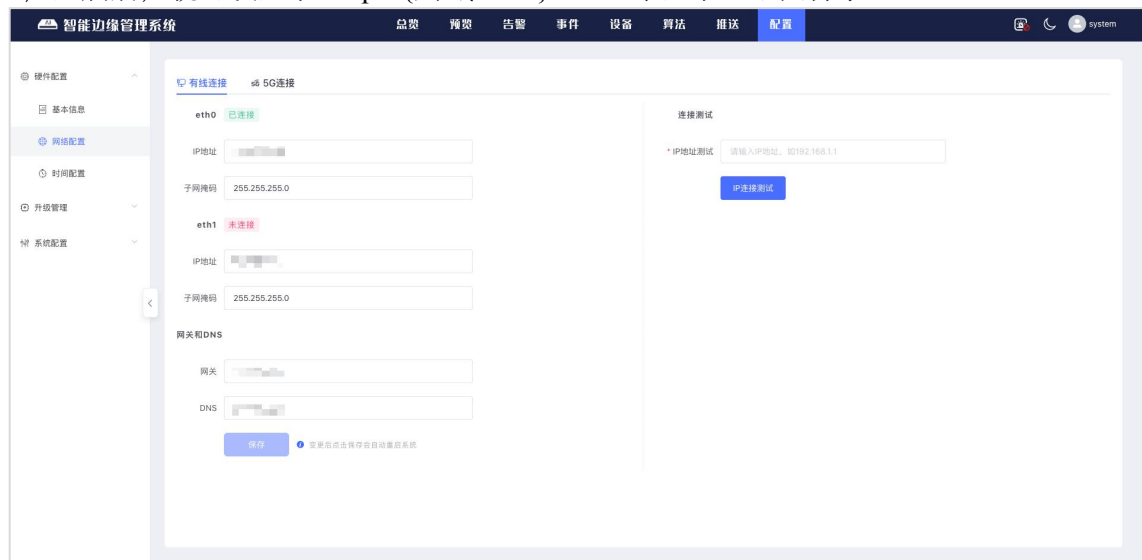 智能边缘管理系统 总览 预览 告警 事件 设备 算法 推送 配置 system
硬件配置
基本信息
网络配置
时间配置
升级管理
系统配置
有线连接 5G连接
eth0 已连接
IP地址
子网掩码 255.255.255.0
eth1 未连接
IP地址
子网掩码 255.255.255.0
网关和DNS
网关
DNS
保存 变更后点击保存会自动重启系统
连接测试
* IP地址测试 请输入IP地址，如192.168.1.1
IP连接测试